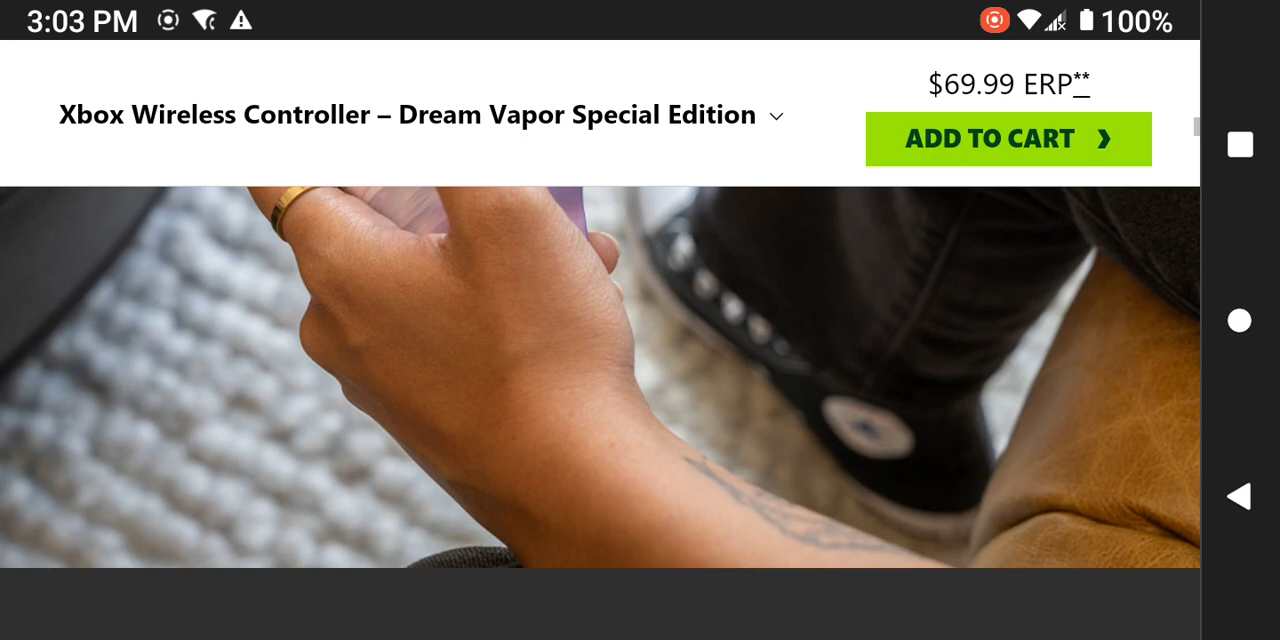 3:03 PM
100%
Xbox Wireless Controller – Dream Vapor Special Edition
$69.99 ERP**
ADD TO CART